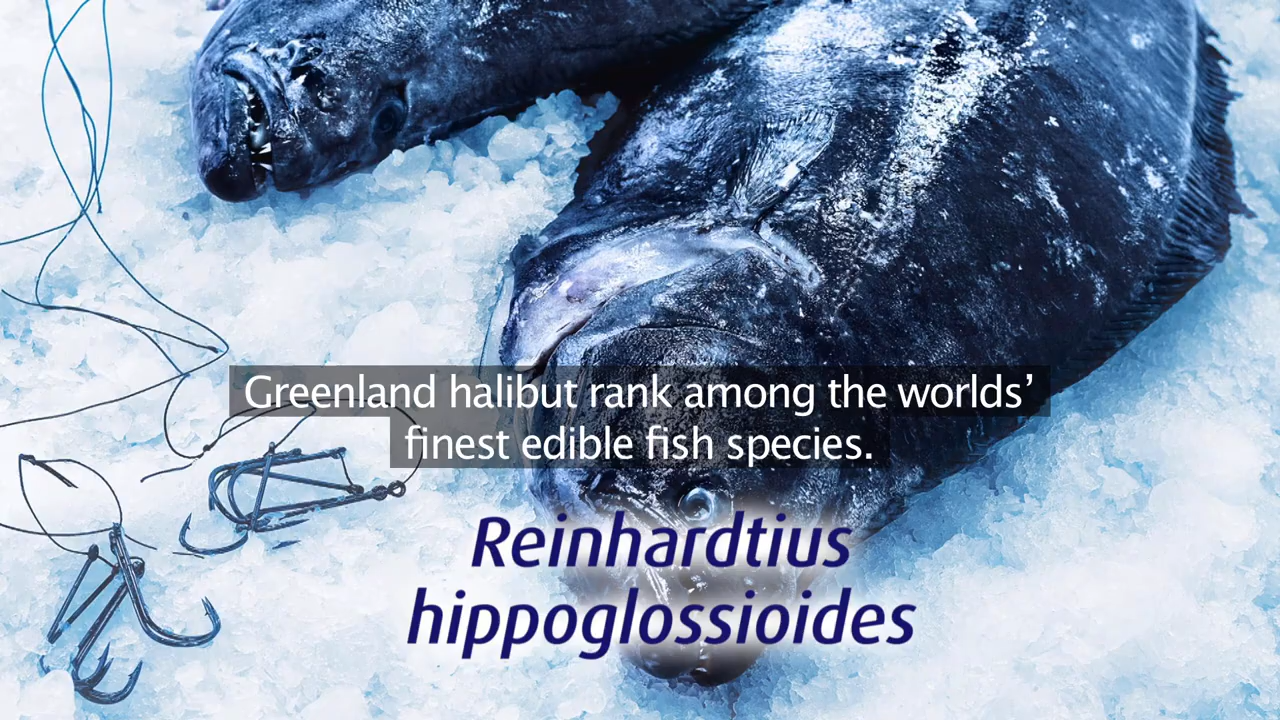 Greenland halibut rank among the worlds’
finest edible fish species.
Reinhardtius
hippoglossioides